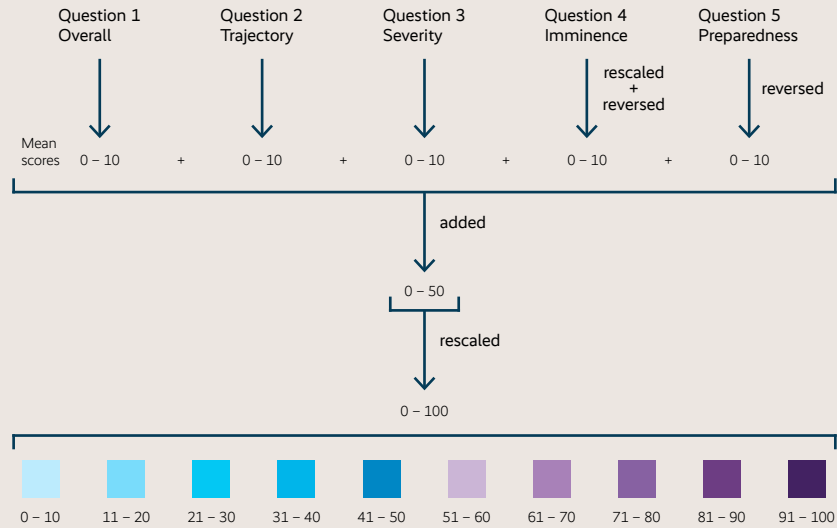 Question 1
Overall
Question 2
Trajectory
Question 3
Severity
Question 4
Imminence
Question 5
Preparedness
rescaled
+
reversed
reversed
Mean
scores
0 – 10 + 0 – 10 + 0 – 10 + 0 – 10 + 0 – 10
added
0 – 50
rescaled
0 – 100
0 – 10 11 – 20 21 – 30 31 – 40 41 – 50 51 – 60 61 – 70 71 – 80 81 – 90 91 – 100